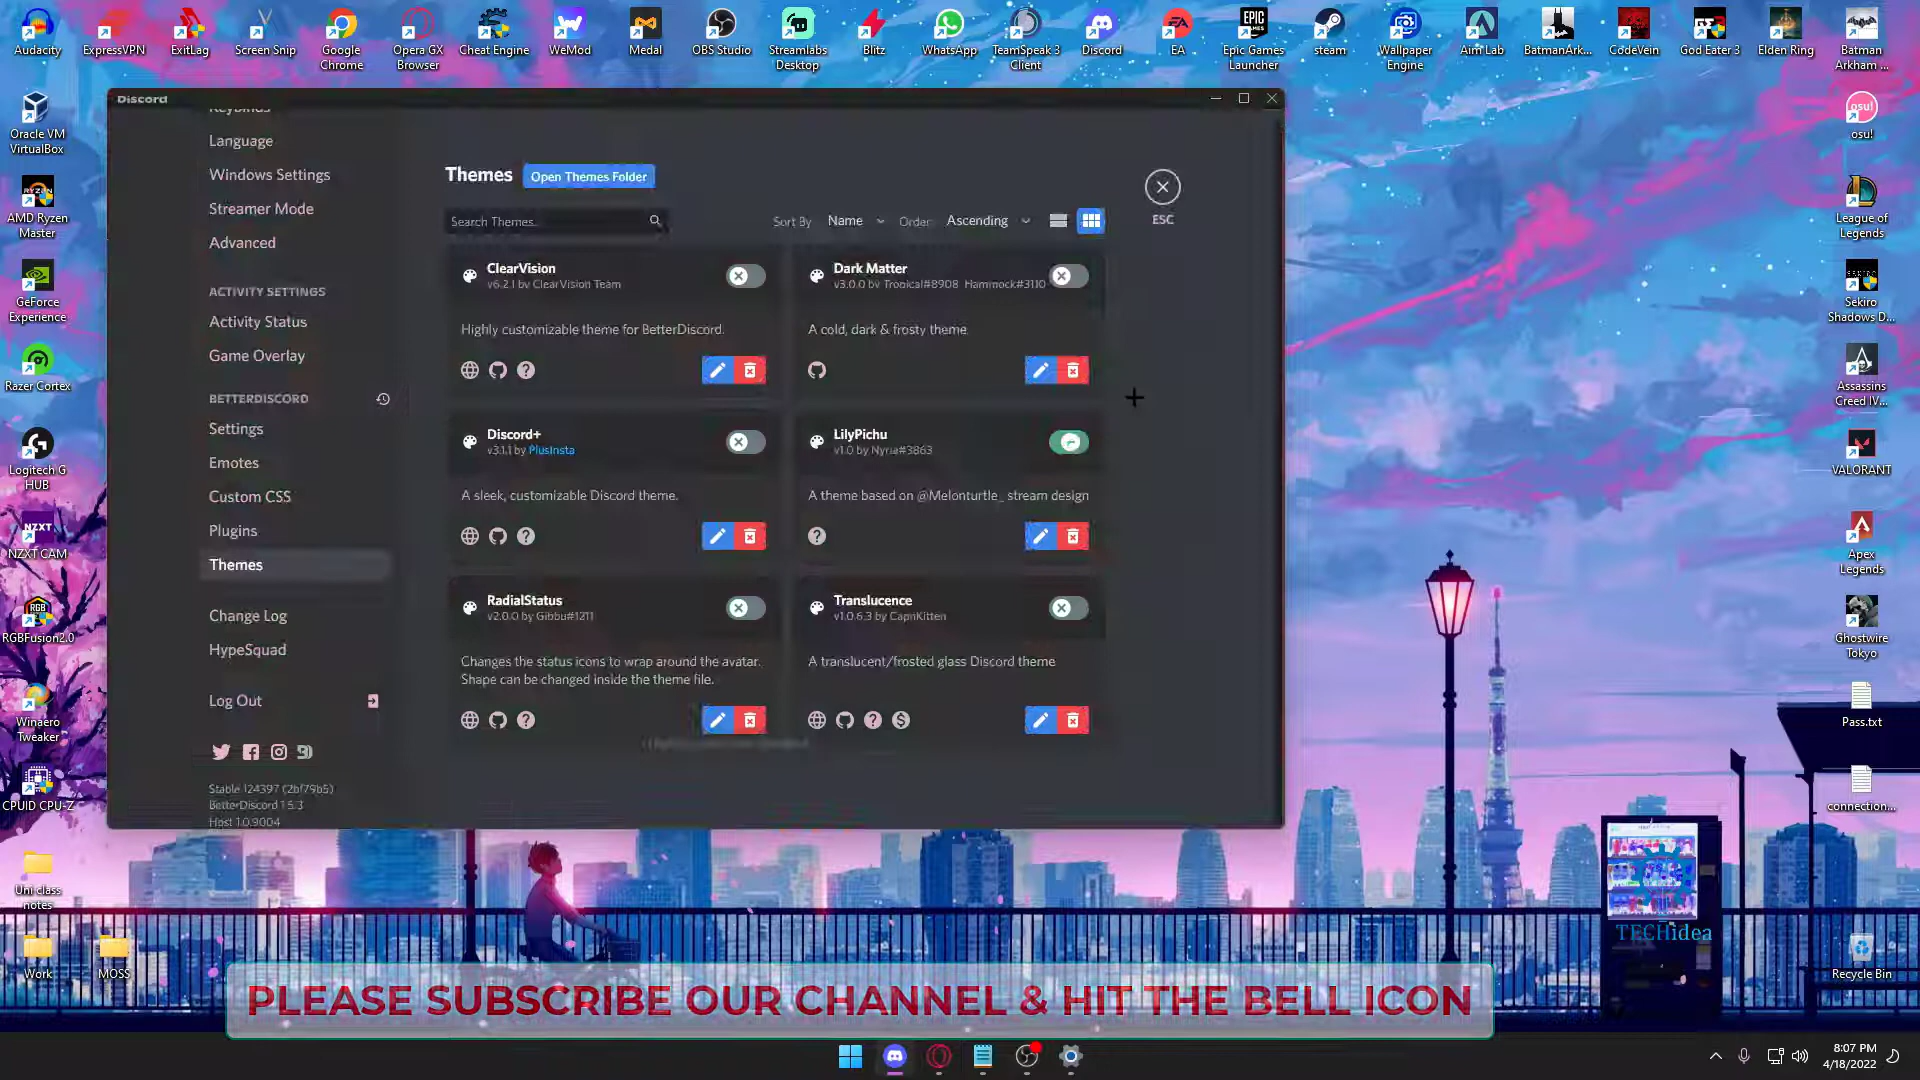 Audacity
ExpressVPN
ExitLag
Screen Snip
Google
Chrome
Opera GX
Browser
Cheat Engine
WeMod
Medal
OBS Studio
Streamlabs
Desktop
Blitz
WhatsApp
TeamSpeak 3
Client
Discord
EA
Epic Games
Launcher
steam
Wallpaper
Engine
Aim Lab
BatmanArk...
CodeVein
God Eater 3
Elden Ring
Batman
Arkham ...
Oracle VM
VirtualBox
AMD Ryzen
Master
GeForce
Experience
Razer Cortex
Logitech G
HUB
NZXT CAM
RGBFusion2.0
Winaero
Tweaker
CPUID CPU-Z
Uni class
notes
Work
MOSS
Discord
Keybinds
Language
Windows Settings
Streamer Mode
Advanced
ACTIVITY SETTINGS
Activity Status
Game Overlay
BETTERDISCORD
Settings
Emotes
Custom CSS
Plugins
Themes
Change Log
HypeSquad
Log Out
Stable 124397 (2bf79b5)
BetterDiscord 1.5.3
Host 1.0.9004
Themes
Open Themes Folder
Search Themes...
Sort By
Name
Order:
Ascending
ESC
ClearVision
v6.2.1 by ClearVision Team
Highly customizable theme for BetterDiscord.
Dark Matter
v3.0.0 by Tropical#8908 Hammock#3110
A cold, dark & frosty theme.
Discord+
v3.1.1 by PlusInsta
A sleek, customizable Discord theme.
LilyPichu
v1.0 by Nyria#3863
A theme based on @Melonturtle_ stream design
RadialStatus
v2.0.0 by Gibbu#1211
Changes the status icons to wrap around the avatar.
Shape can be changed inside the theme file.
Translucence
v1.0.6.3 by CapnKitten
A translucent/frosted glass Discord theme
osu!
osu!
League of
Legends
Sekiro
Shadows D...
Assassins
Creed IV...
VALORANT
Apex
Legends
Ghostwire
Tokyo
Pass.txt
connection...
Recycle Bin
TECHidea
PLEASE SUBSCRIBE OUR CHANNEL & HIT THE BELL ICON
8:07 PM
4/18/2022